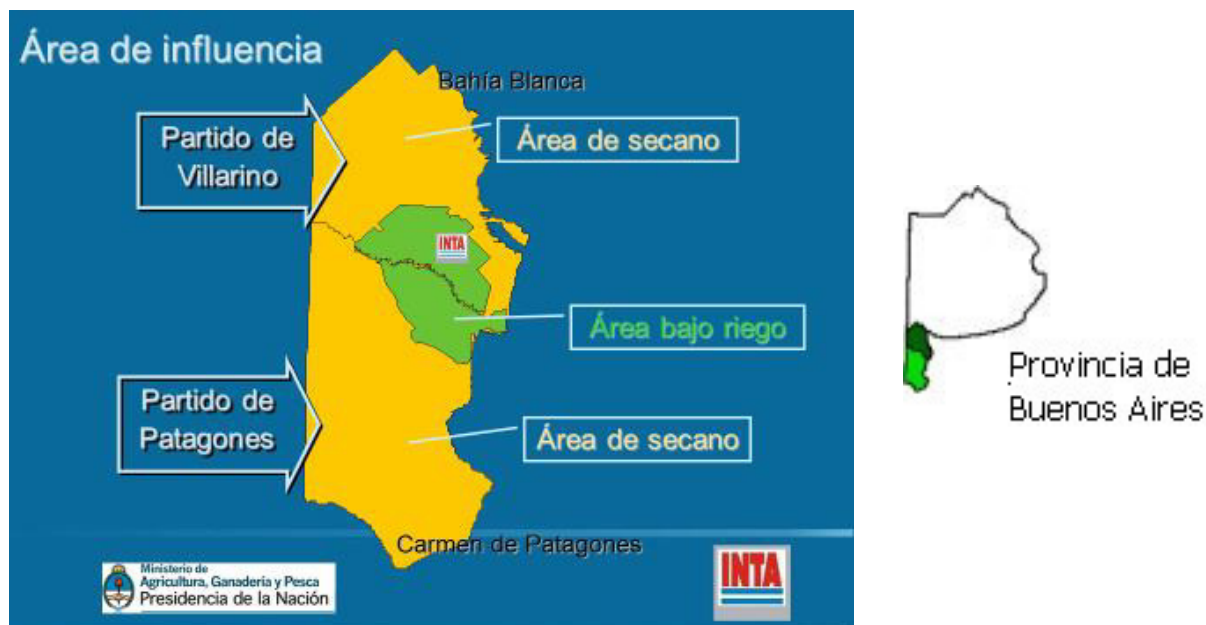 Área de influencia
Bahía Blanca
Partido de
Villarino
Área de secano
INTA
Área bajo riego
Partido de
Patagones
Área de secano
Carmen de Patagones
Ministerio de
Agricultura, Ganadería y Pesca
Presidencia de la Nación
INTA
Provincia de
Buenos Aires